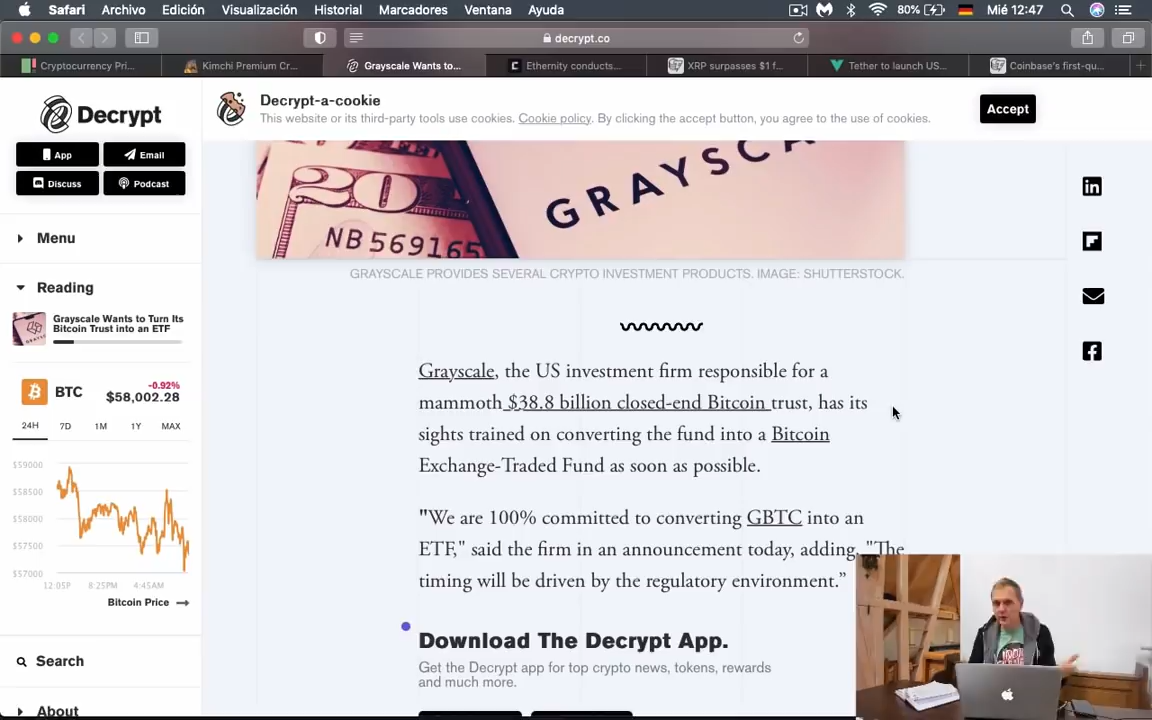 Safari Archivo Edición Visualización Historial Marcadores Ventana Ayuda 80% Mié 12:47
decrypt.co
Cryptocurrency Pri... Kimchi Premium Cr... Grayscale Wants to... Ethernity conducts... XRP surpasses $1 f... Tether to launch US... Coinbase's first-qu...
Decrypt
App Email
Discuss Podcast
Menu
Reading
Grayscale Wants to Turn Its
Bitcoin Trust into an ETF
BTC -0.92%
$58,002.28
24H 7D 1M 1Y MAX
$59000
$58500
$58000
$57500
$57000
12:05P 8:25PM 4:45AM
Bitcoin Price
Search
About
Decrypt-a-cookie
This website or its third-party tools use cookies. Cookie policy. By clicking the accept button, you agree to the use of cookies.
Accept
20
NB569165
GRAYSCA
GRAYSCALE PROVIDES SEVERAL CRYPTO INVESTMENT PRODUCTS. IMAGE: SHUTTERSTOCK.
Grayscale, the US investment firm responsible for a
mammoth $38.8 billion closed-end Bitcoin trust, has its
sights trained on converting the fund into a Bitcoin
Exchange-Traded Fund as soon as possible.
"We are 100% committed to converting GBTC into an
ETF," said the firm in an announcement today, adding, "The
timing will be driven by the regulatory environment.”
Download The Decrypt App.
Get the Decrypt app for top crypto news, tokens, rewards
and much more.